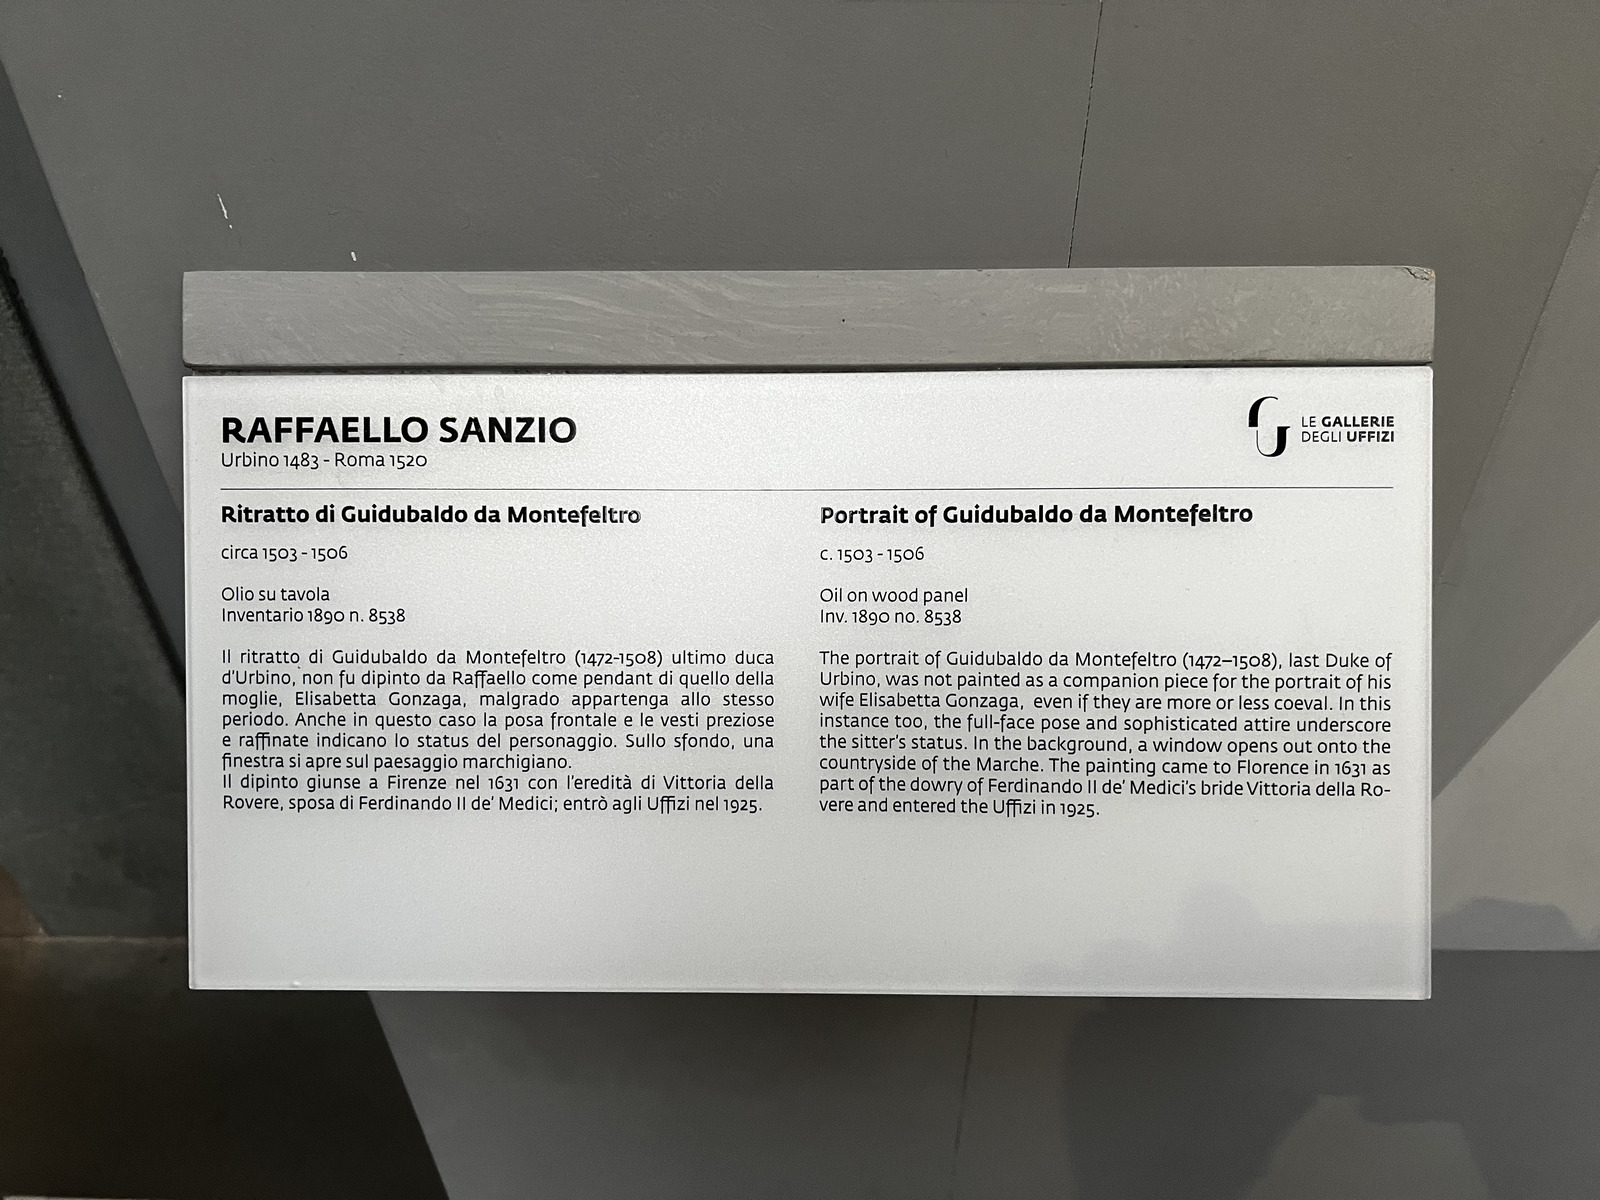 RAFFAELLO SANZIO
Urbino 1483 - Roma 1520
LE GALLERIE
DEGLI UFFIZI
Ritratto di Guidubaldo da Montefeltro
circa 1503 - 1506
Olio su tavola
Inventario 1890 n. 8538
Il ritratto di Guidubaldo da Montefeltro (1472-1508) ultimo duca
d'Urbino, non fu dipinto da Raffaello come pendant di quello della
moglie, Elisabetta Gonzaga, malgrado appartenga allo stesso
periodo. Anche in questo caso la posa frontale e le vesti preziose
e raffinate indicano lo status del personaggio. Sullo sfondo, una
finestra si apre sul paesaggio marchigiano.
Il dipinto giunse a Firenze nel 1631 con l'eredità di Vittoria della
Rovere, sposa di Ferdinando II de' Medici; entrò agli Uffizi nel 1925.
Portrait of Guidubaldo da Montefeltro
c. 1503 - 1506
Oil on wood panel
Inv. 1890 no. 8538
The portrait of Guidubaldo da Montefeltro (1472–1508), last Duke of
Urbino, was not painted as a companion piece for the portrait of his
wife Elisabetta Gonzaga, even if they are more or less coeval. In this
instance too, the full-face pose and sophisticated attire underscore
the sitter's status. In the background, a window opens out onto the
countryside of the Marche. The painting came to Florence in 1631 as
part of the dowry of Ferdinando II de' Medici's bride Vittoria della Ro-
vere and entered the Uffizi in 1925.